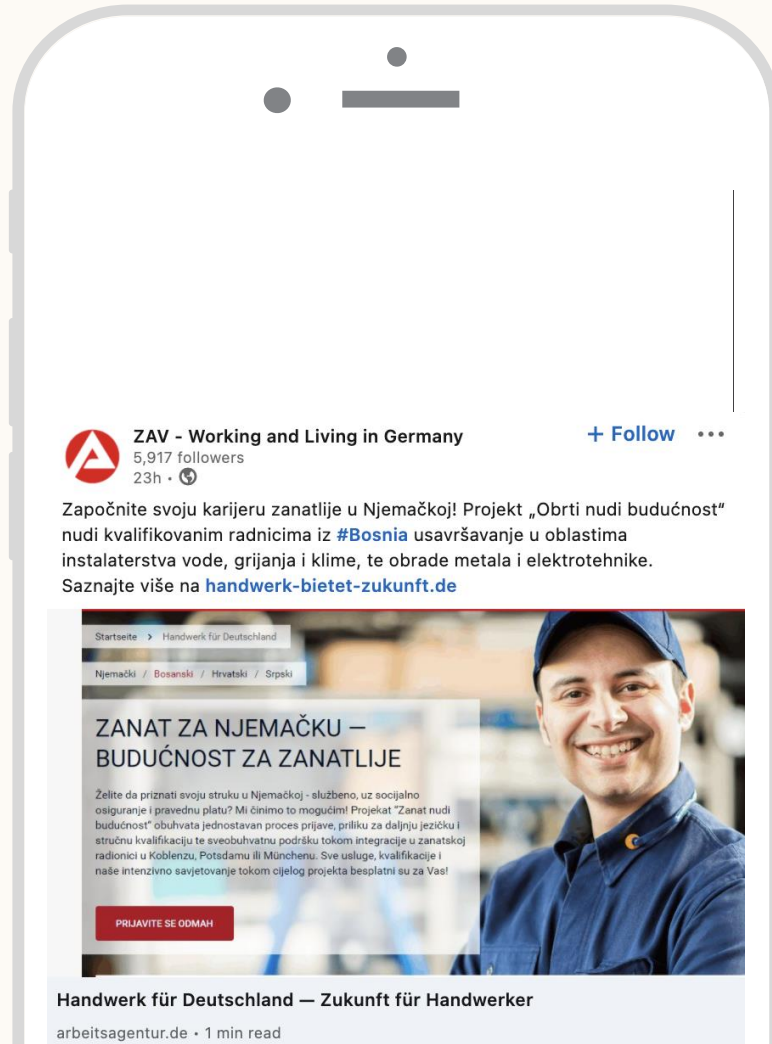 ZAV - Working and Living in Germany
+ Follow
5,917 followers
23h •
Započnite svoju karijeru zanatlije u Njemačkoj! Projekt „Obrti nudi budućnost“
nudi kvalifikovanim radnicima iz #Bosnia usavršavanje u oblastima
instalaterstva vode, grijanja i klime, te obrade metala i elektrotehnike.
Saznajte više na handwerk-bietet-zukunft.de
Startseite > Handwerk für Deutschland
Njemački / Bosanski / Hrvatski / Srpski
ZANAT ZA NJEMAČKU —
BUDUĆNOST ZA ZANATLIJE
Želite da priznati svoju struku u Njemačkoj - službeno, uz socijalno
osiguranje i pravednu platu? Mi činimo to mogućim! Projekat "Zanat nudi
budućnost" obuhvata jednostavan proces prijave, priliku za daljnju jezičku i
stručnu kvalifikaciju te sveobuhvatnu podršku tokom integracije u zanatskoj
radionici u Koblenzu, Potsdamu ili Münchenu. Sve usluge, kvalifikacije i
naše intenzivno savjetovanje tokom cijelog projekta besplatni su za Vas!
PRIJAVITE SE ODMAH
Handwerk für Deutschland — Zukunft für Handwerker
arbeitsagentur.de • 1 min read